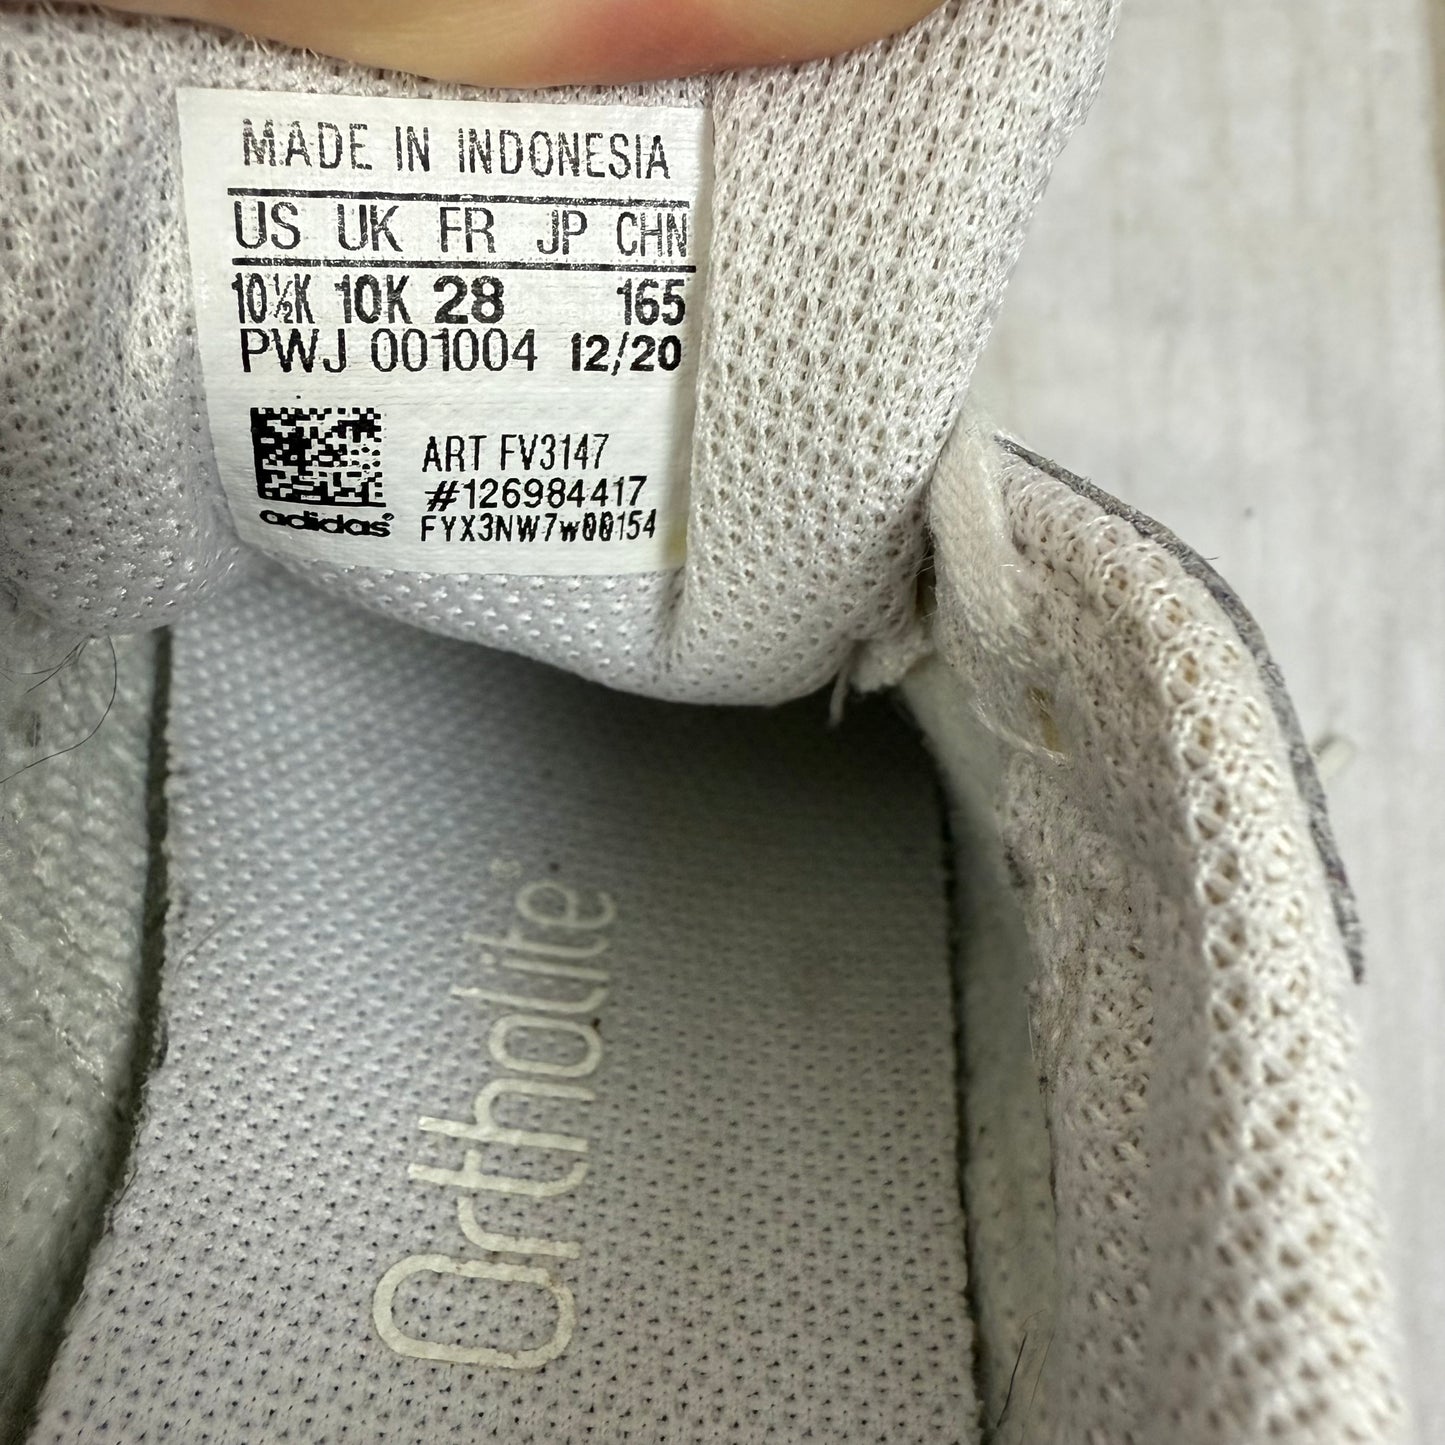 MADE IN INDONESIA
US UK FR JP CHN
10½K 10K 28 165
PWJ 001004 12/20
ART FV3147
#126984417
adidas® FYX3NW7w00154
Ortholite®